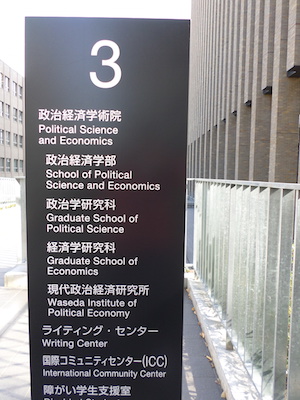 3
政治経済学術院
Political Science
and Economics
政治経済学部
School of Political
Science and Economics
政治学研究科
Graduate School of
Political Science
経済学研究科
Graduate School of
Economics
現代政治経済研究所
Waseda Institute of
Political Economy
ライティング・センター
Writing Center
国際コミュニティセンター(ICC)
International Community Center
障がい学生支援室